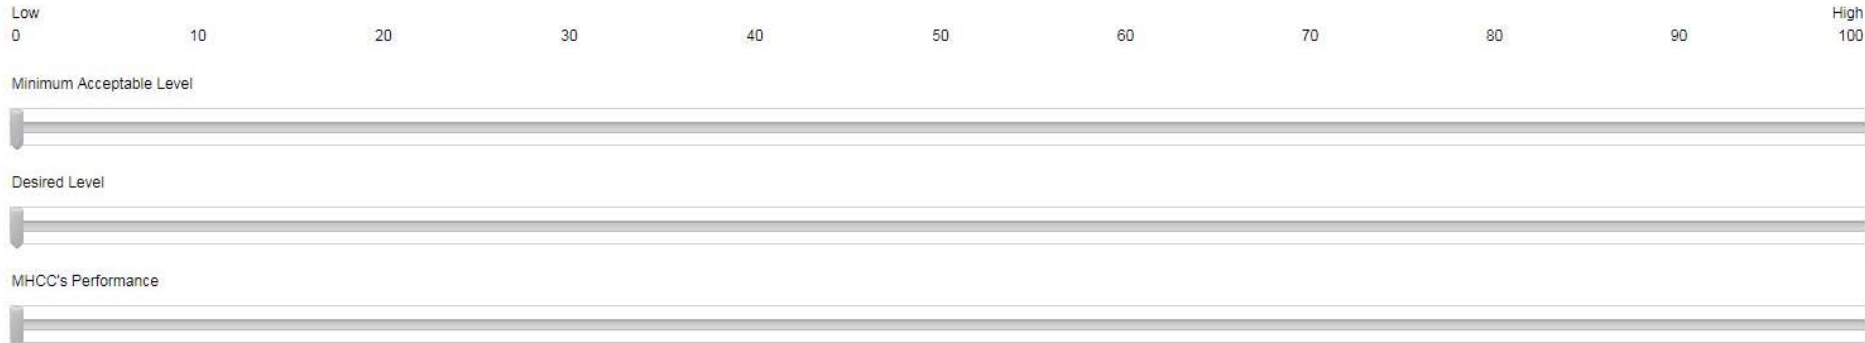 Low High
0 10 20 30 40 50 60 70 80 90 100
Minimum Acceptable Level
Desired Level
MHCC's Performance